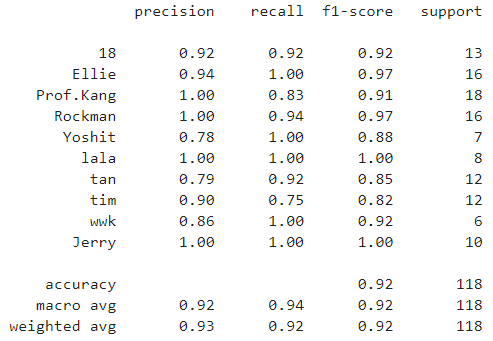 precision recall f1-score support
18 0.92 0.92 0.92 13
Ellie 0.94 1.00 0.97 16
Prof.Kang 1.00 0.83 0.91 18
Rockman 1.00 0.94 0.97 16
Yoshit 0.78 1.00 0.88 7
lala 1.00 1.00 1.00 8
tan 0.79 0.92 0.85 12
tim 0.90 0.75 0.82 12
wwk 0.86 1.00 0.92 6
Jerry 1.00 1.00 1.00 10
accuracy 0.92 118
macro avg 0.92 0.94 0.92 118
weighted avg 0.93 0.92 0.92 118